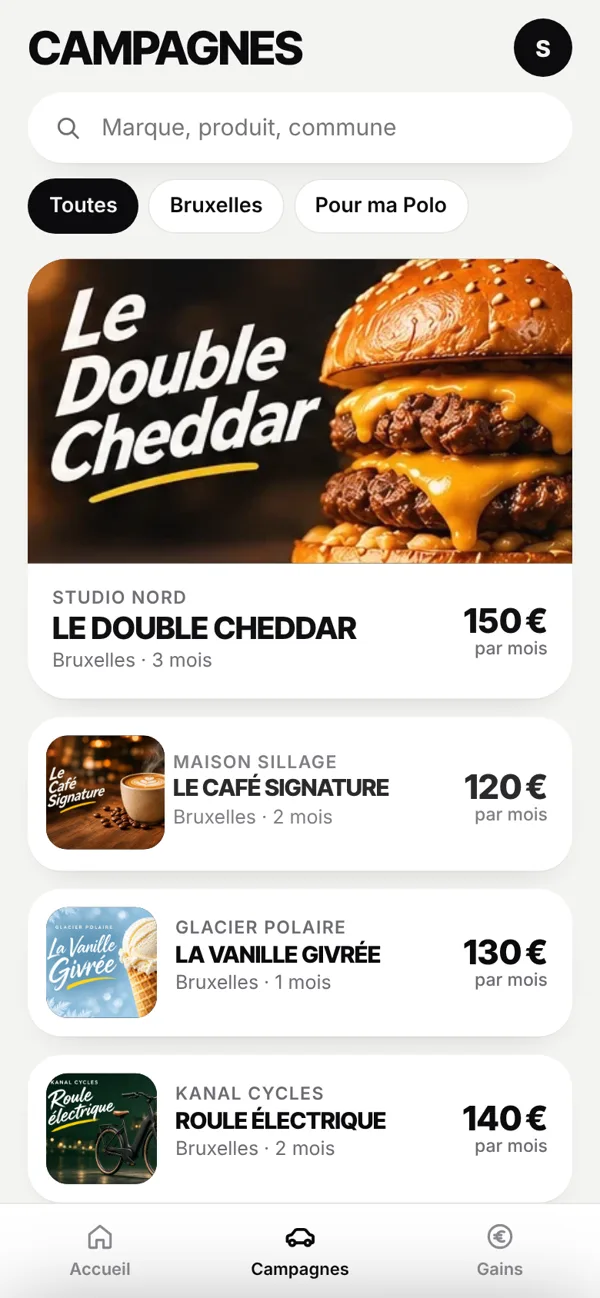 CAMPAGNES
S
Marque, produit, commune
Toutes
Bruxelles
Pour ma Polo
Le
Double
Cheddar
STUDIO NORD
LE DOUBLE CHEDDAR
Bruxelles · 3 mois
150 €
par mois
Le
Café
Signature
MAISON SILLAGE
LE CAFÉ SIGNATURE
Bruxelles · 2 mois
120 €
par mois
GLACIER POLAIRE
La Vanille
Givrée
GLACIER POLAIRE
LA VANILLE GIVRÉE
Bruxelles · 1 mois
130 €
par mois
KANAL CYCLES
Roule
électrique
KANAL CYCLES
ROULE ÉLECTRIQUE
Bruxelles · 2 mois
140 €
par mois
Accueil
Campagnes
€
Gains